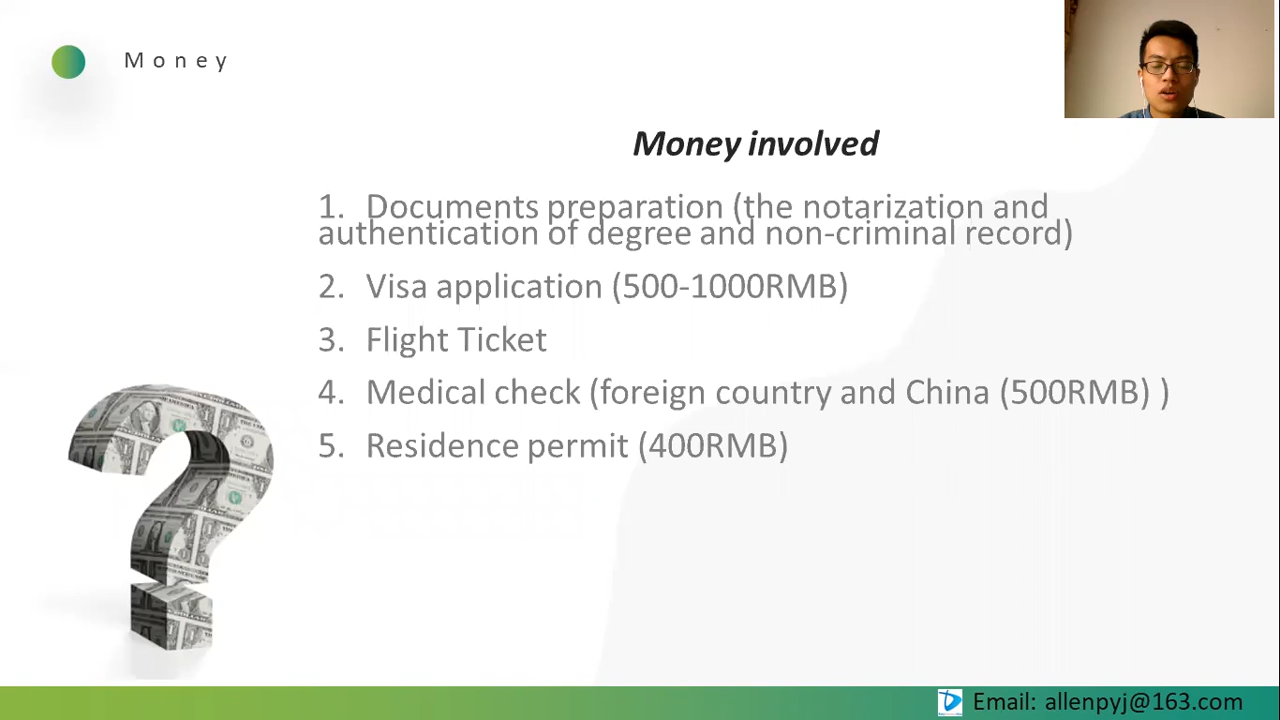 Money
Money involved
1. Documents preparation (the notarization and
authentication of degree and non-criminal record)
2. Visa application (500-1000RMB)
3. Flight Ticket
4. Medical check (foreign country and China (500RMB) )
5. Residence permit (400RMB)
Email: allenpyj@163.com